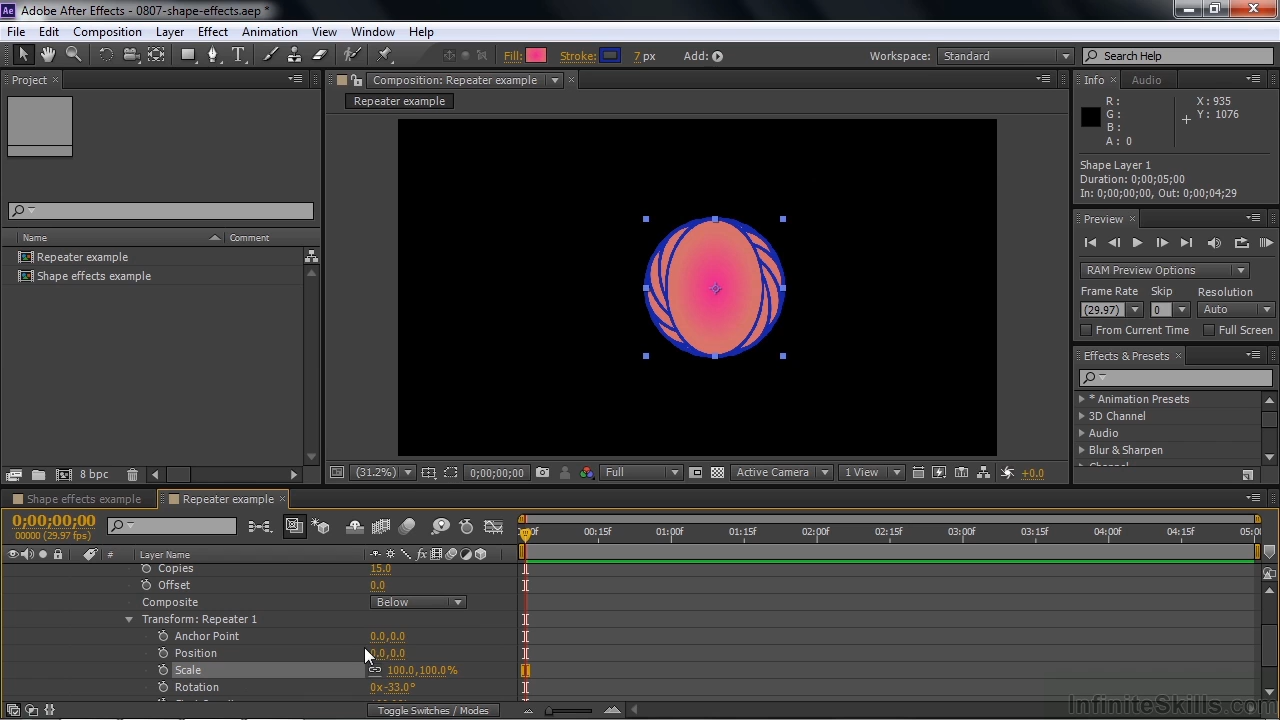 Adobe After Effects - 0807-shape-effects.aep *
File Edit Composition Layer Effect Animation View Window Help
Fill: Stroke: 7 px Add: Workspace: Standard Search Help
Project Composition: Repeater example Info Audio
Repeater example
R: X: 935
G: Y: 1076
B:
A: 0
Shape Layer 1
Duration: 0;00;05;00
In: 0;00;00;00, Out: 0;00;04;29
Preview
Name Comment
Repeater example
Shape effects example
RAM Preview Options
Frame Rate Skip Resolution
(29.97) 0 Auto
From Current Time Full Screen
Effects & Presets
* Animation Presets
3D Channel
Audio
Blur & Sharpen
8 bpc (31.2%) 0;00;00;00 Full Active Camera 1 View +0.0
Shape effects example Repeater example
0;00;00;00
00000 (29.97 fps)
00:15f 01:00f 01:15f 02:00f 02:15f 03:00f 03:15f 04:00f 04:15f
# Layer Name
Copies 15.0
Offset 0.0
Composite Below
Transform: Repeater 1
Anchor Point 0.0,0.0
Position 0.0,0.0
Scale 100.0,100.0%
Rotation 0x-33.0°
Toggle Switches / Modes
InfiniteSkills.com